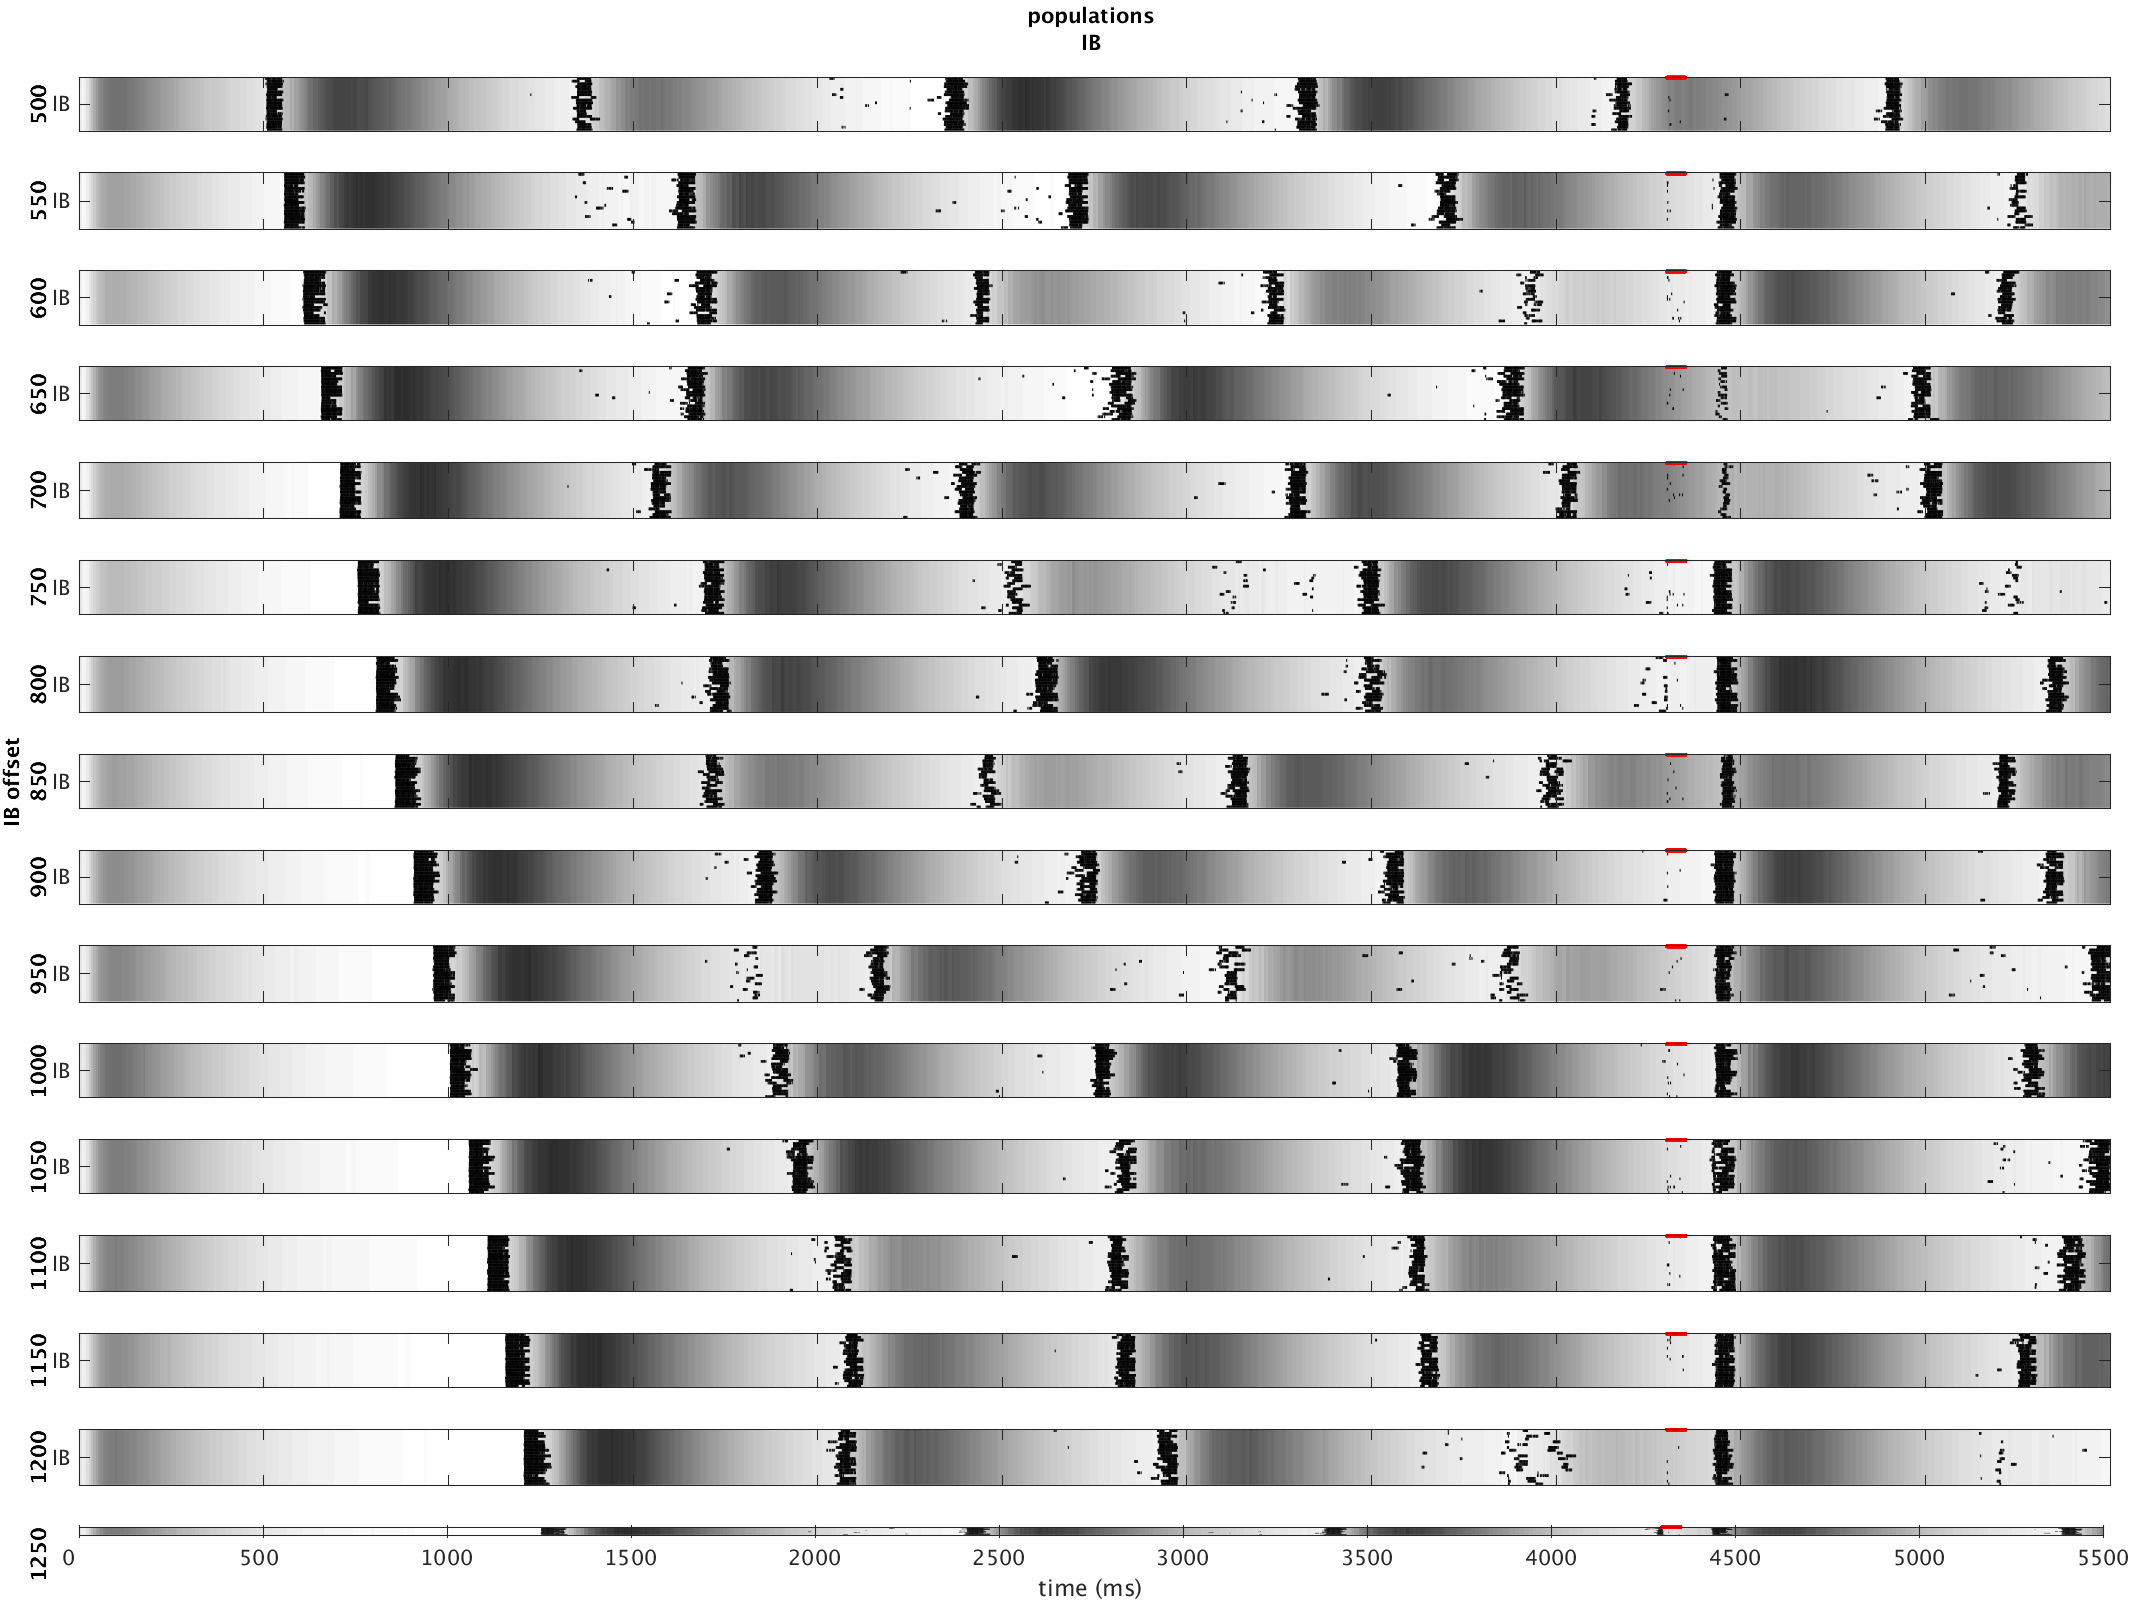 populations
IB
500 IB
550 IB
600 IB
650 IB
700 IB
750 IB
800 IB
IB offset
850 IB
900 IB
950 IB
1000 IB
1050 IB
1100 IB
1150 IB
1200 IB
1250
0 500 1000 1500 2000 2500 3000 3500 4000 4500 5000 5500
time (ms)